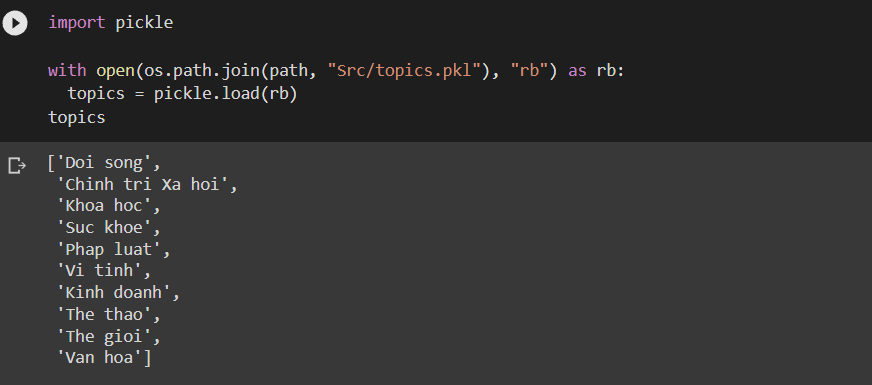 import pickle
with open(os.path.join(path, "Src/topics.pkl"), "rb") as rb:
  topics = pickle.load(rb)
topics
['Doi song',
 'Chinh tri Xa hoi',
 'Khoa hoc',
 'Suc khoe',
 'Phap luat',
 'Vi tinh',
 'Kinh doanh',
 'The thao',
 'The gioi',
 'Van hoa']